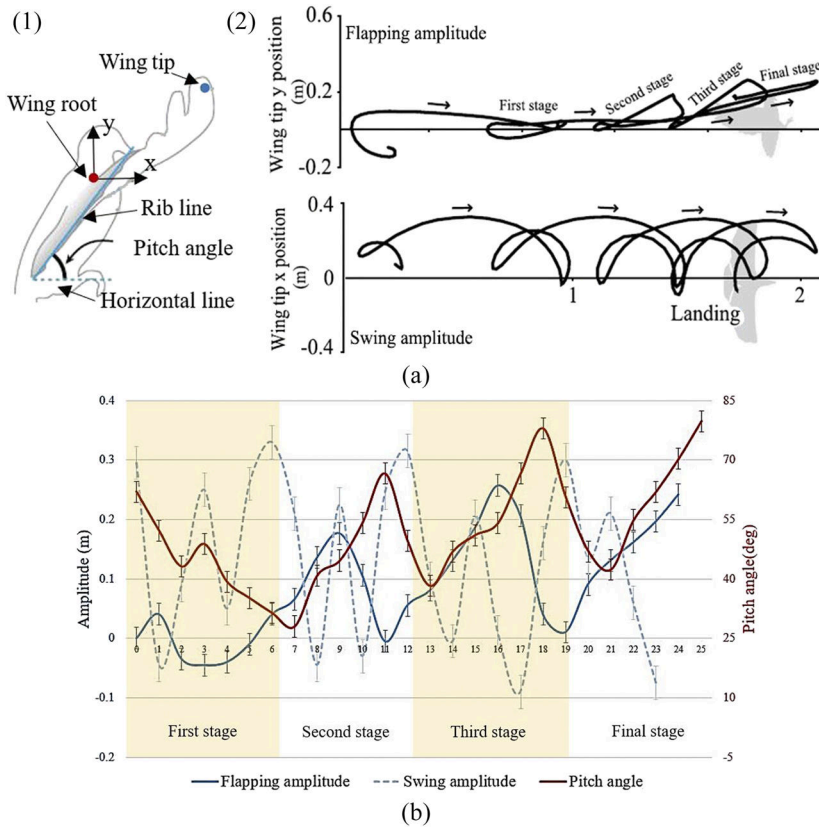 (1)
Wing tip
Wing root
y
x
Rib line
Pitch angle
Horizontal line
(2)
Wing tip y position
(m)
0.6
Flapping amplitude
0.2
-0.2
First stage
Second stage
Third stage
Final stage
Wing tip x position
(m)
0.4
0
-0.4
Swing amplitude
1
2
Landing
(a)
Amplitude (m)
0.4
0.3
0.2
0.1
0
-0.1
-0.2
0 1 2 3 4 5 6 7 8 9 10 11 12 13 14 15 16 17 18 19 20 21 22 23 24 25
First stage
Second stage
Third stage
Final stage
85
70
55
40
25
10
-5
Pitch angle(deg)
Flapping amplitude
Swing amplitude
Pitch angle
(b)